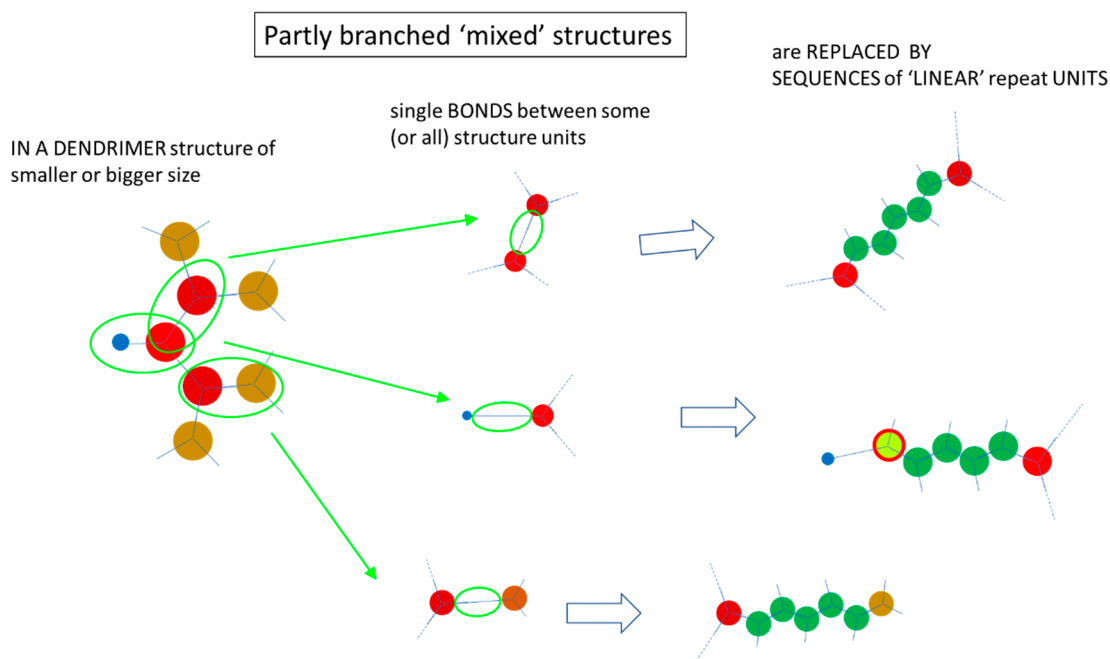 Partly branched ‘mixed’ structures
are REPLACED BY
SEQUENCES of ‘LINEAR’ repeat UNITS
single BONDS between some
(or all) structure units
IN A DENDRIMER structure of
smaller or bigger size